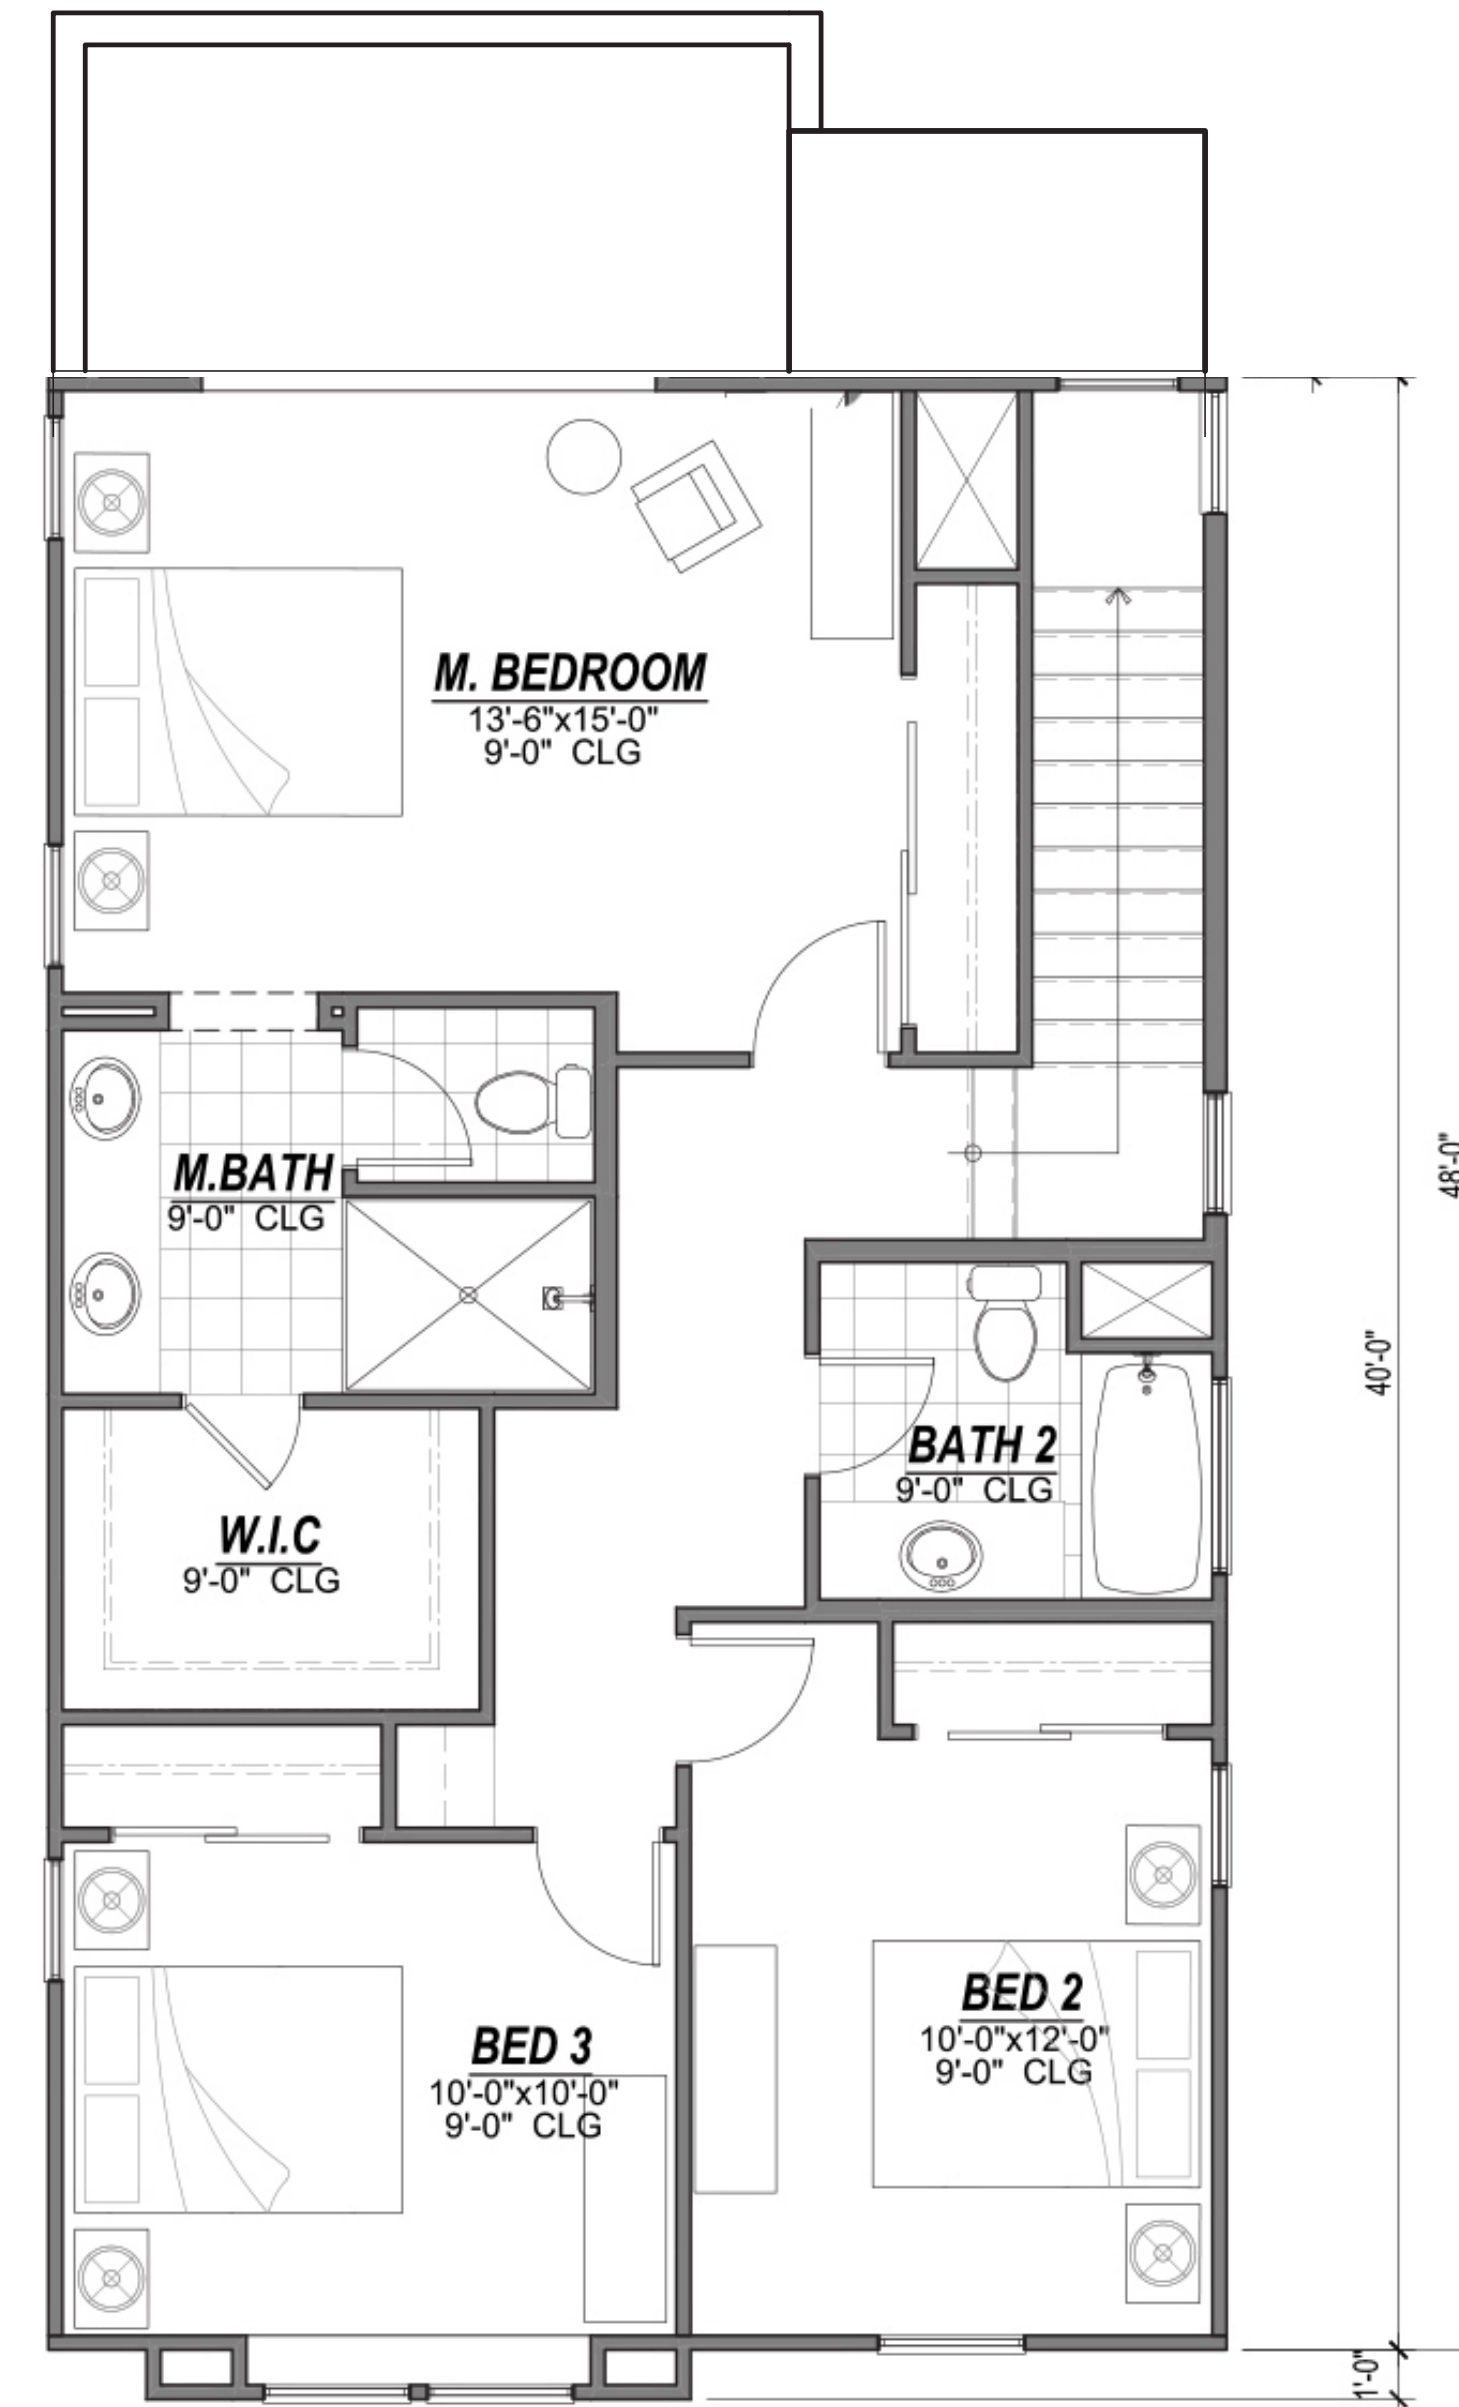 M. BEDROOM
13'-6"x15'-0"
9'-0" CLG
M.BATH
9'-0" CLG
48'-0"
40'-0"
BATH 2
9'-0" CLG
W.I.C
9'-0" CLG
BED 2
10'-0"x12'-0"
9'-0" CLG
BED 3
10'-0"x10'-0"
9'-0" CLG
1'-0"